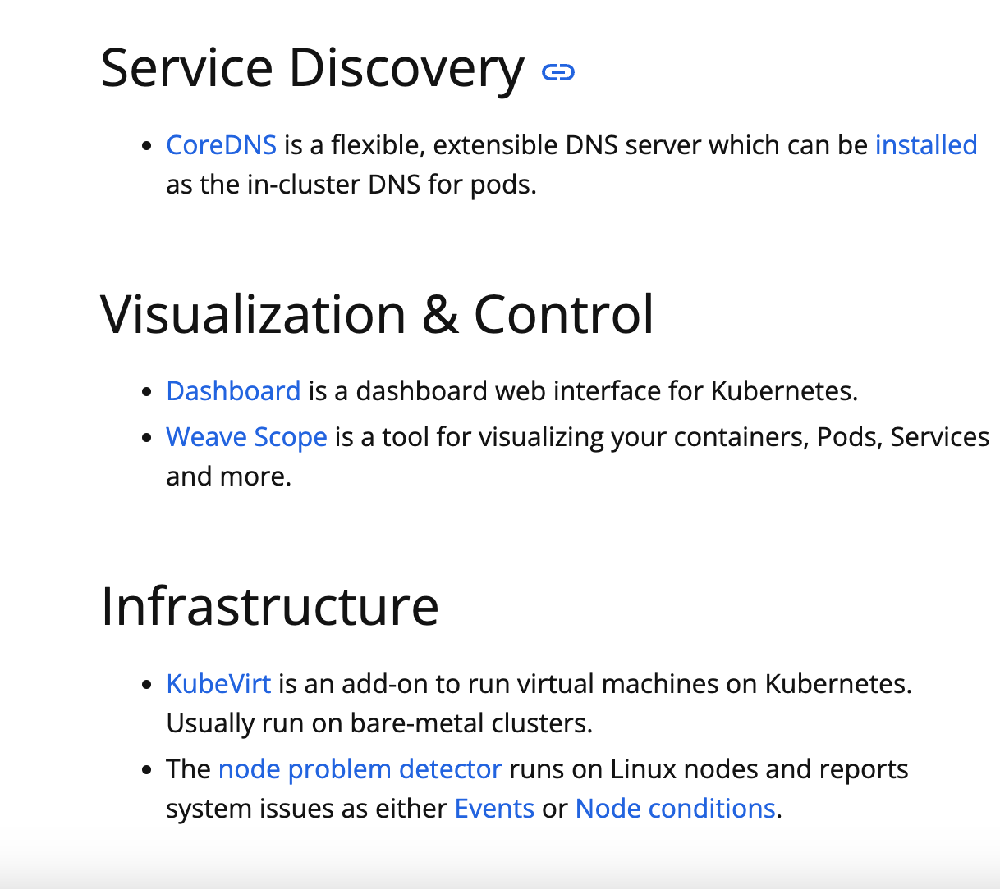 Service Discovery
• CoreDNS is a flexible, extensible DNS server which can be installed
as the in-cluster DNS for pods.
Visualization & Control
• Dashboard is a dashboard web interface for Kubernetes.
• Weave Scope is a tool for visualizing your containers, Pods, Services
and more.
Infrastructure
• KubeVirt is an add-on to run virtual machines on Kubernetes.
Usually run on bare-metal clusters.
• The node problem detector runs on Linux nodes and reports
system issues as either Events or Node conditions.